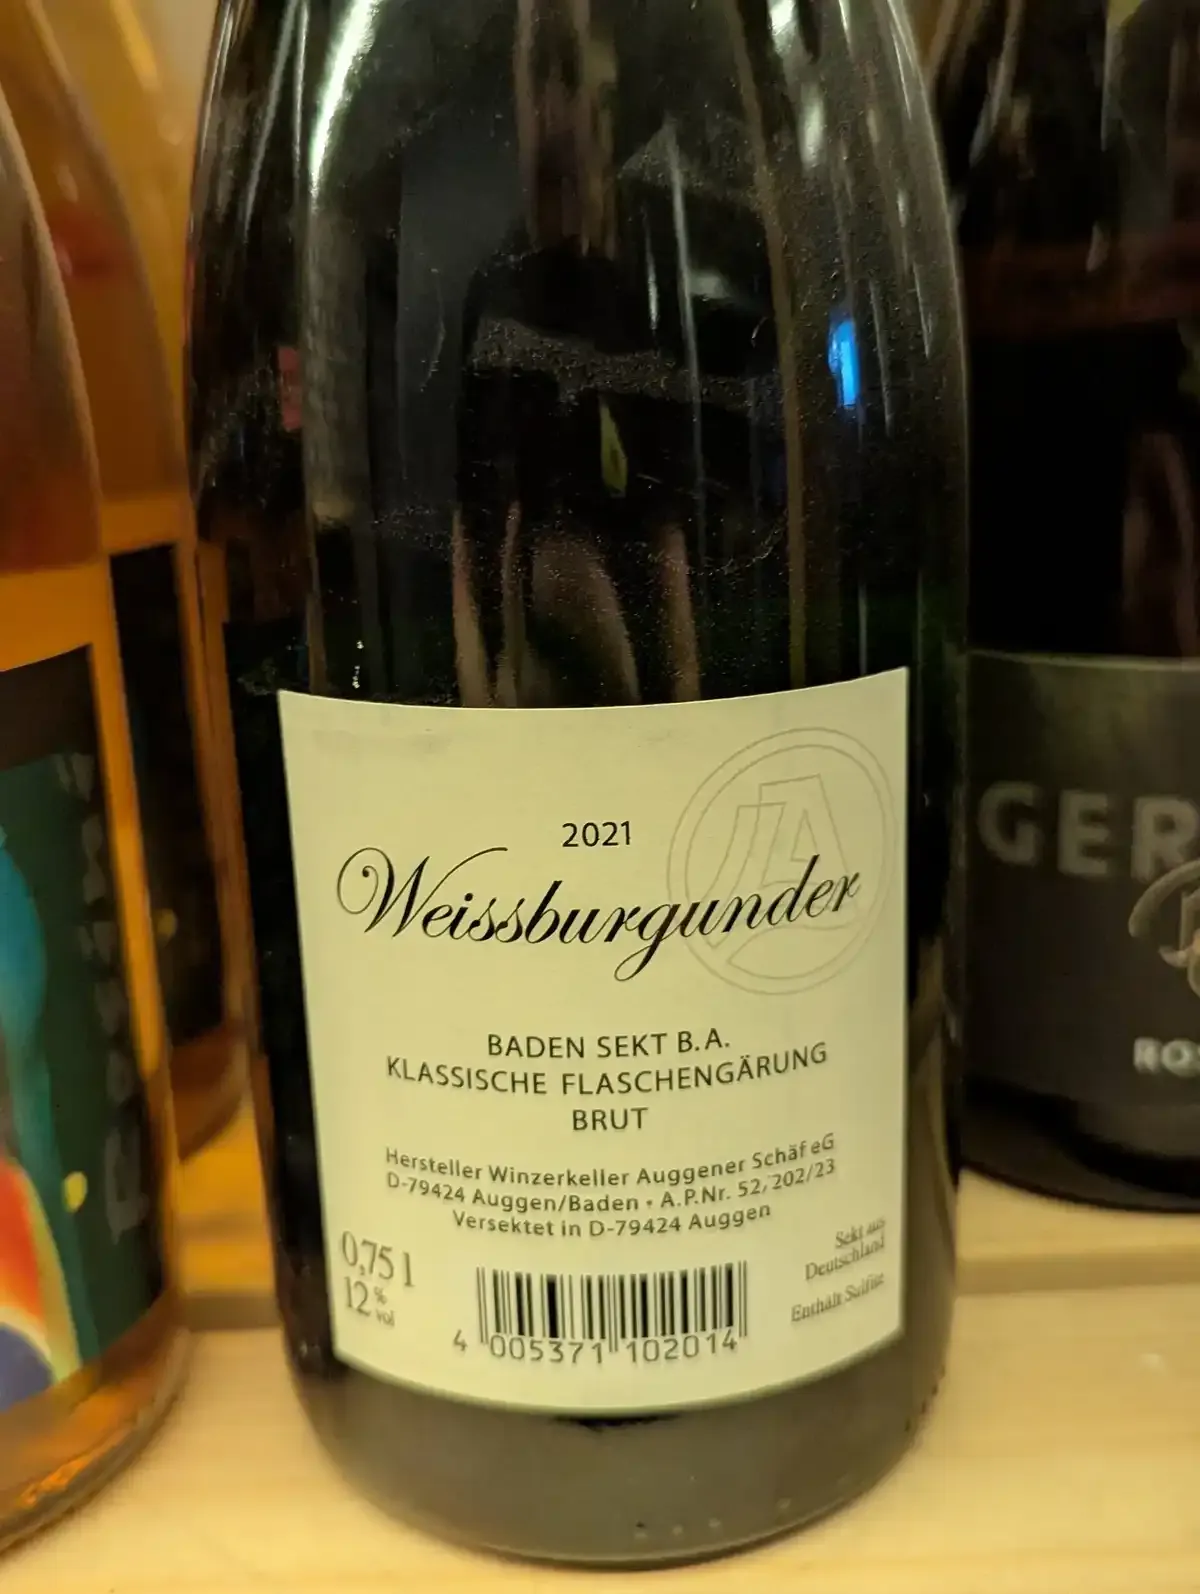 2021
Weissburgunder
BADEN SEKT B.A.
KLASSISCHE FLASCHENGÄRUNG
BRUT
Hersteller Winzerkeller Auggener Schäf eG
D-79424 Auggen/Baden • A.P.Nr. 52/202/23
Versektet in D-79424 Auggen
0,75 l
12 % vol
Sekt aus
Deutschland
Enthält Sulfite
4 005371 102014
GER
RO